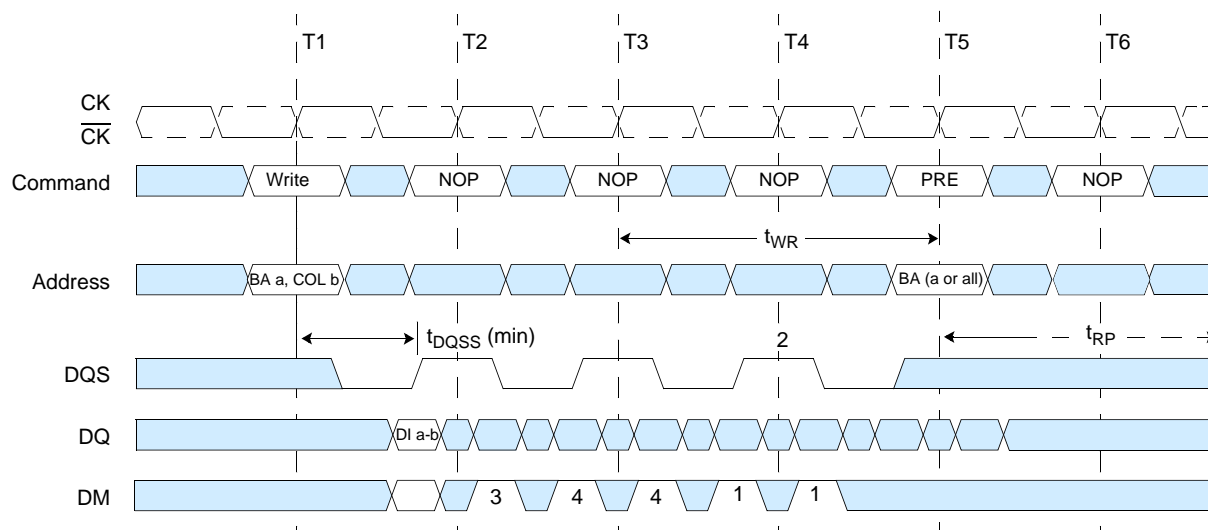 T1 T2 T3 T4 T5 T6
CK
CK
Command Write NOP NOP NOP PRE NOP
tWR
Address BA a, COL b BA (a or all)
tDQSS (min) 2 tRP
DQS
DQ DI a-b
DM 3 4 4 1 1